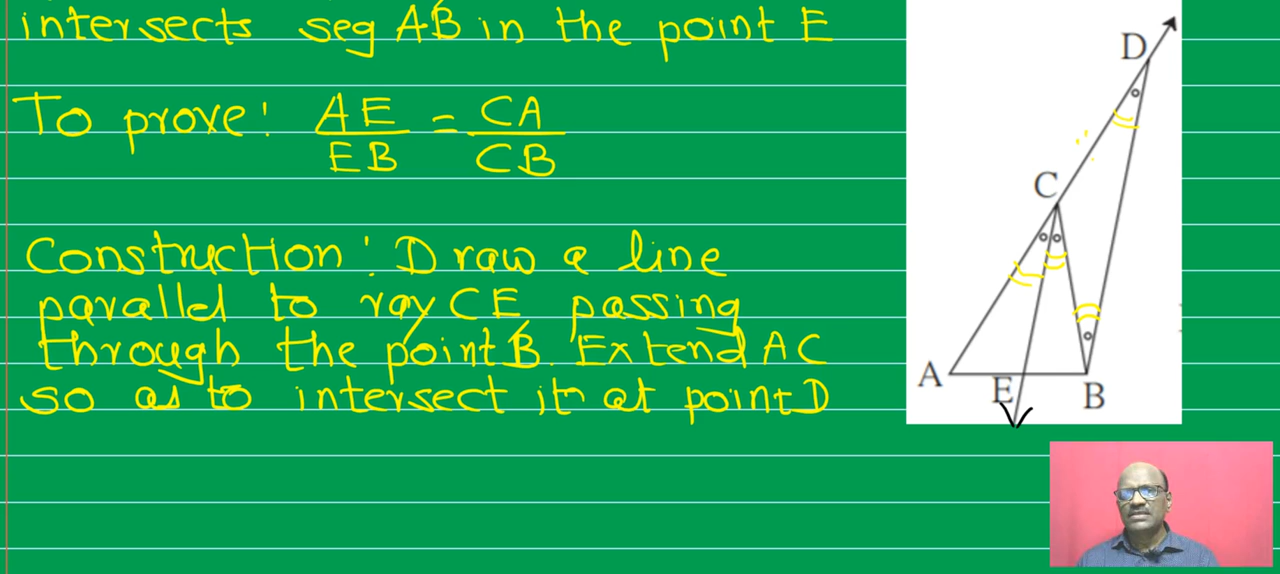 intersects seg AB in the point E
To prove: AE/EB = CA/CB
Construction: Draw a line
parallel to ray CE passing
through the point B. Extend AC
so as to intersect it at point D
D
C
A
E
B